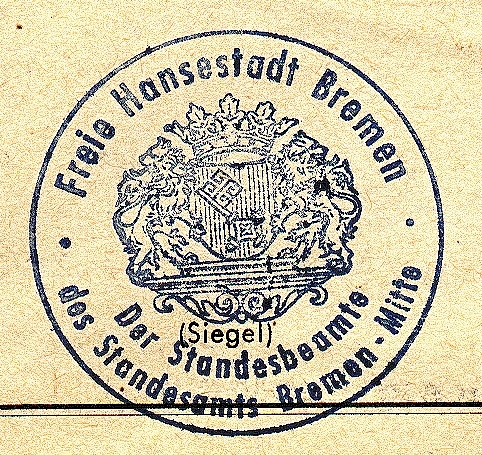 Freie Hansestadt Bremen
(Siegel)
Der Standesbeamte
des Standesamts Bremen-Mitte